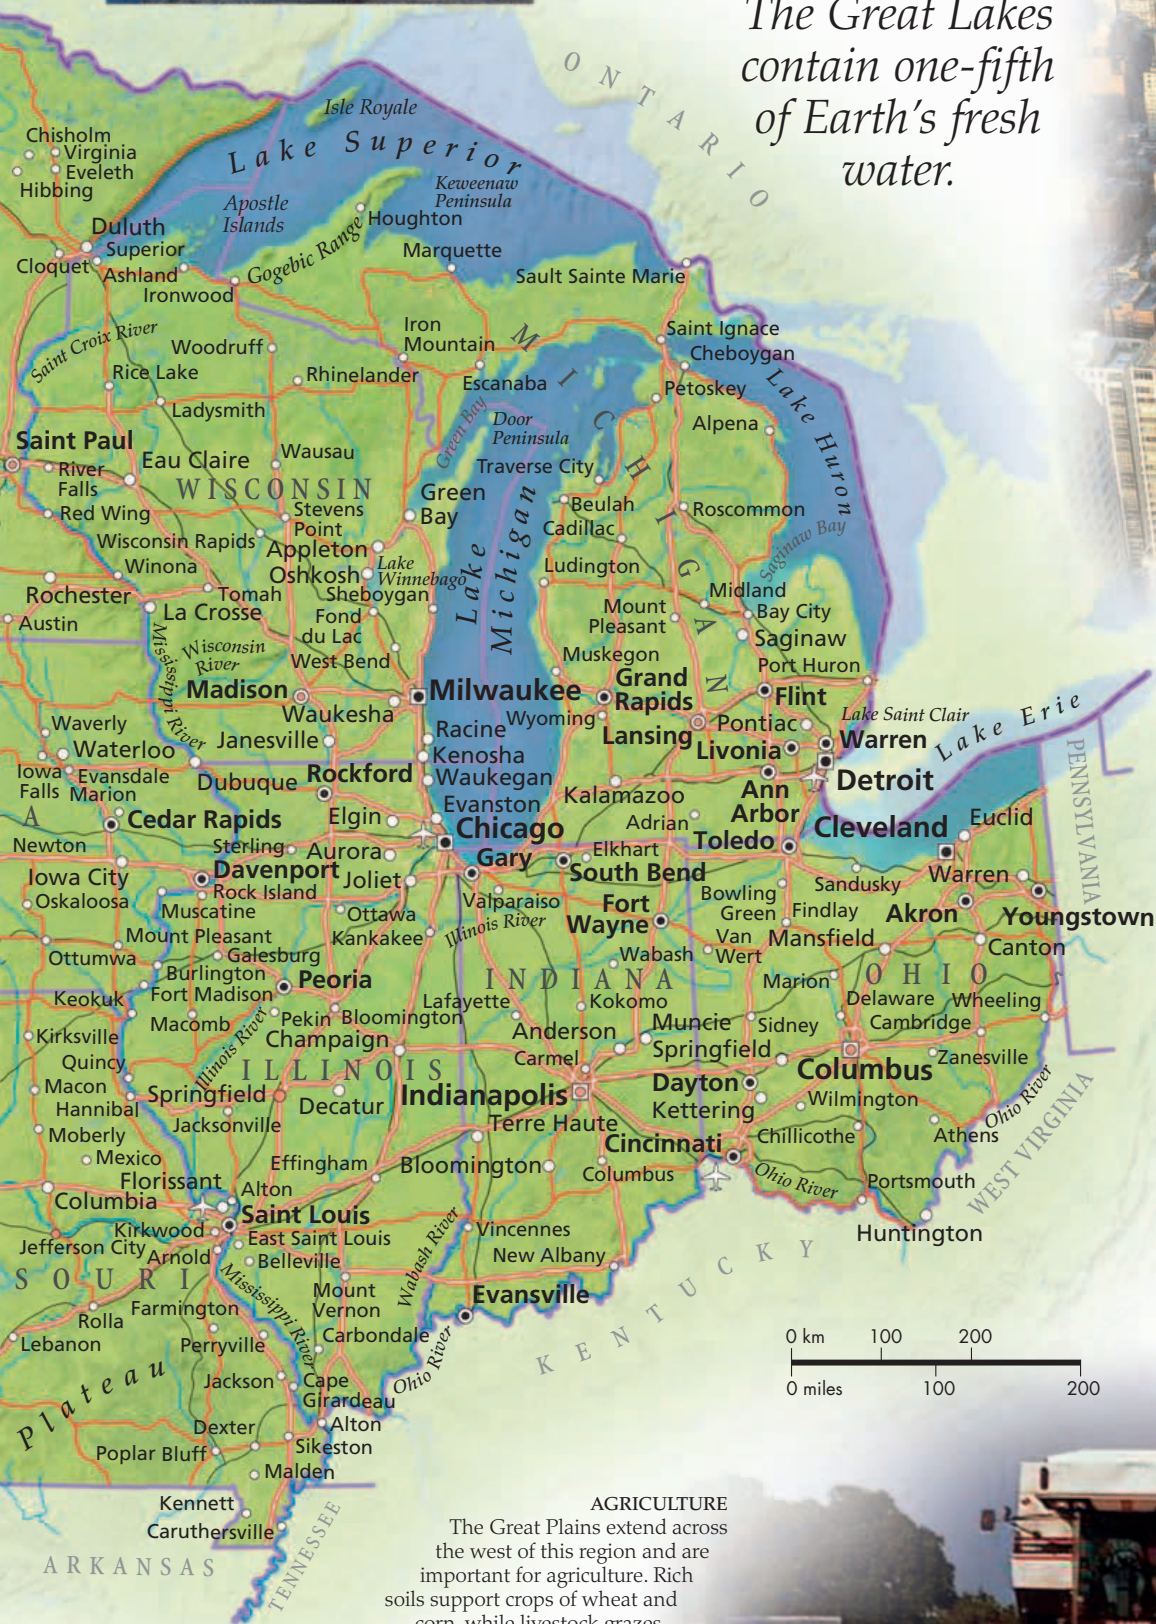 The Great Lakes
contain one-fifth
of Earth's fresh
water.
ONTARIO
Isle Royale
Lake Superior
Chisholm
Virginia
Eveleth
Hibbing
Keweenaw
Peninsula
Apostle
Islands
Houghton
Duluth
Superior
Marquette
Gogebic Range
Cloquet
Ashland
Sault Sainte Marie
Ironwood
Saint Croix River
Iron
Mountain
Saint Ignace
Woodruff
Cheboygan
MICHIGAN
Rice Lake
Rhinelander
Escanaba
Petoskey
Lake Huron
Ladysmith
Green Bay
Door
Peninsula
Alpena
Saint Paul
Wausau
River
Falls
Eau Claire
Traverse City
WISCONSIN
Green
Bay
Lake
Michigan
Beulah
Roscommon
Red Wing
Stevens
Point
Cadillac
Wisconsin Rapids
Appleton
Saginaw Bay
Winona
Oshkosh
Lake
Winnebago
Ludington
Rochester
Tomah
Sheboygan
Midland
La Crosse
Fond
du Lac
Mount
Pleasant
Bay City
Austin
Saginaw
Mississippi River
Wisconsin
River
West Bend
Muskegon
Port Huron
Madison
Milwaukee
Grand
Rapids
Flint
Waukesha
Wyoming
Pontiac
Lake Saint Clair
Lake Erie
Waverly
Racine
Lansing
Warren
Waterloo
Janesville
Kenosha
Livonia
PENNSYLVANIA
Iowa
Falls
Evansdale
Dubuque
Rockford
Waukegan
Detroit
Marion
Evanston
Kalamazoo
Ann
Arbor
A
Cedar Rapids
Elgin
Chicago
Adrian
Toledo
Cleveland
Euclid
Newton
Sterling
Aurora
Gary
Elkhart
Iowa City
Davenport
Joliet
South Bend
Sandusky
Warren
Oskaloosa
Rock Island
Valparaiso
Bowling
Green
Muscatine
Ottawa
Illinois River
Fort
Wayne
Findlay
Akron
Youngstown
Mount Pleasant
Kankakee
Van
Wert
Mansfield
Canton
Ottumwa
Galesburg
Wabash
Burlington
Peoria
INDIANA
Marion
OHIO
Keokuk
Fort Madison
Lafayette
Kokomo
Delaware
Wheeling
Kirksville
Macomb
Illinois River
Pekin
Bloomington
Anderson
Muncie
Sidney
Cambridge
Quincy
Champaign
Carmel
Springfield
Zanesville
ILLINOIS
Columbus
Macon
Springfield
Indianapolis
Dayton
Hannibal
Decatur
Kettering
Wilmington
Ohio River
WEST VIRGINIA
Moberly
Jacksonville
Terre Haute
Chillicothe
Athens
Mexico
Effingham
Bloomington
Cincinnati
Florissant
Columbus
Ohio River
Portsmouth
Columbia
Alton
Saint Louis
Kirkwood
Vincennes
Huntington
Jefferson City
Arnold
East Saint Louis
Wabash River
New Albany
KENTUCKY
SOURI
Belleville
Mississippi River
Mount
Vernon
Evansville
Farmington
Rolla
Carbondale
Lebanon
Perryville
Ohio River
Plateau
Jackson
Cape
Girardeau
Dexter
Alton
Poplar Bluff
Sikeston
Malden
Kennett
Caruthersville
ARKANSAS
TENNESSEE
0 km 100 200
0 miles 100 200
AGRICULTURE
The Great Plains extend across
the west of this region and are
important for agriculture. Rich
soils support crops of wheat and
corn, while livestock grazes